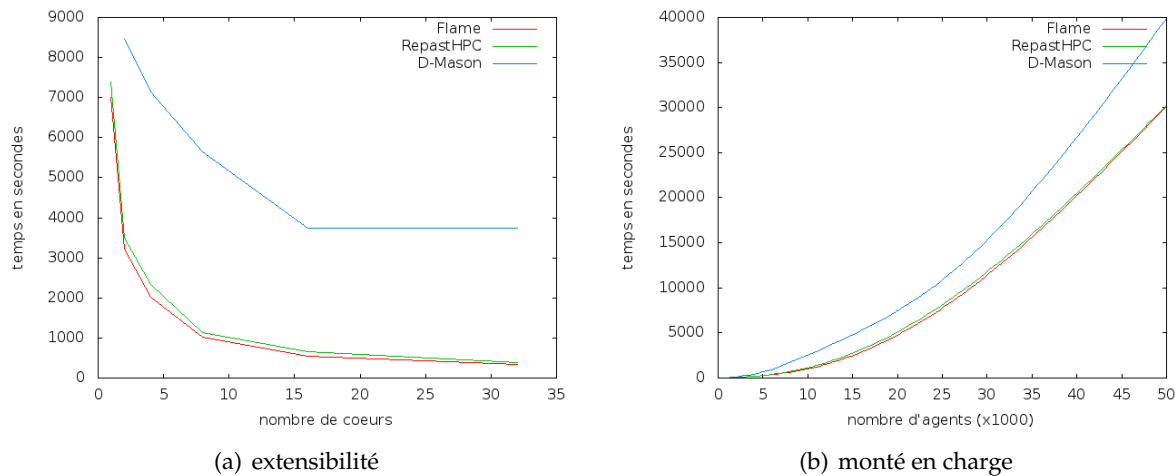 9000
8000
7000
6000
5000
4000
3000
2000
1000
0
0 5 10 15 20 25 30 35
temps en secondes
nombre de coeurs
Flame
RepastHPC
D-Mason
(a) extensibilité
40000
35000
30000
25000
20000
15000
10000
5000
0
0 5 10 15 20 25 30 35 40 45 50
temps en secondes
nombre d'agents (x1000)
Flame
RepastHPC
D-Mason
(b) monté en charge